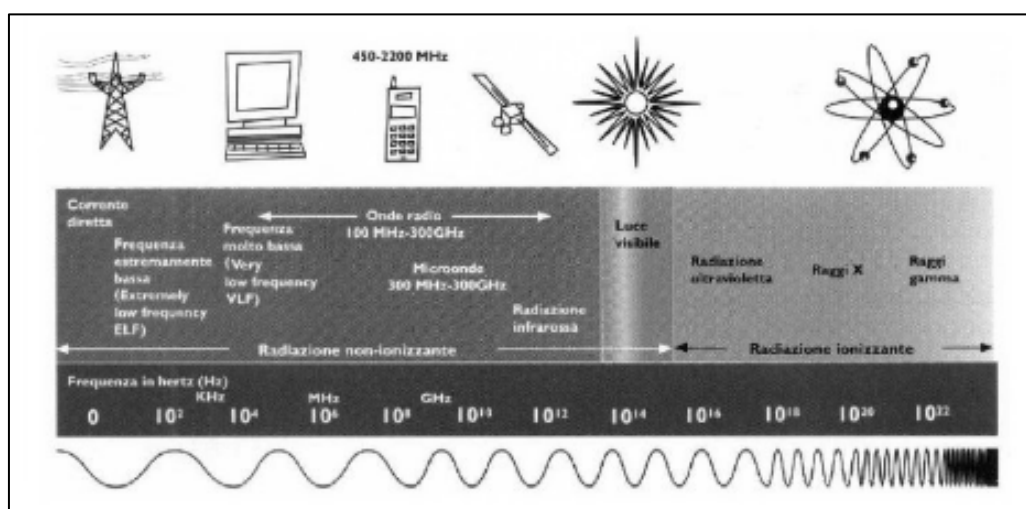 450-2200 MHz
Corrente
diretta
Frequenza
estremamente
bassa
(Extremely
low frequency
ELF)
Frequenza
molto bassa
(Very
low frequency
VLF)
Onde radio
100 MHz-300GHz
Microonde
300 MHz-300GHz
Radiazione
infrarossa
Luce
visibile
Radiazione
ultravioletta
Raggi X
Raggi
gamma
Radiazione non-ionizzante
Radiazione ionizzante
Frequenza in hertz (Hz)
KHz MHz GHz
0 10² 10⁴ 10⁶ 10⁸ 10¹⁰ 10¹² 10¹⁴ 10¹⁶ 10¹⁸ 10²⁰ 10²²